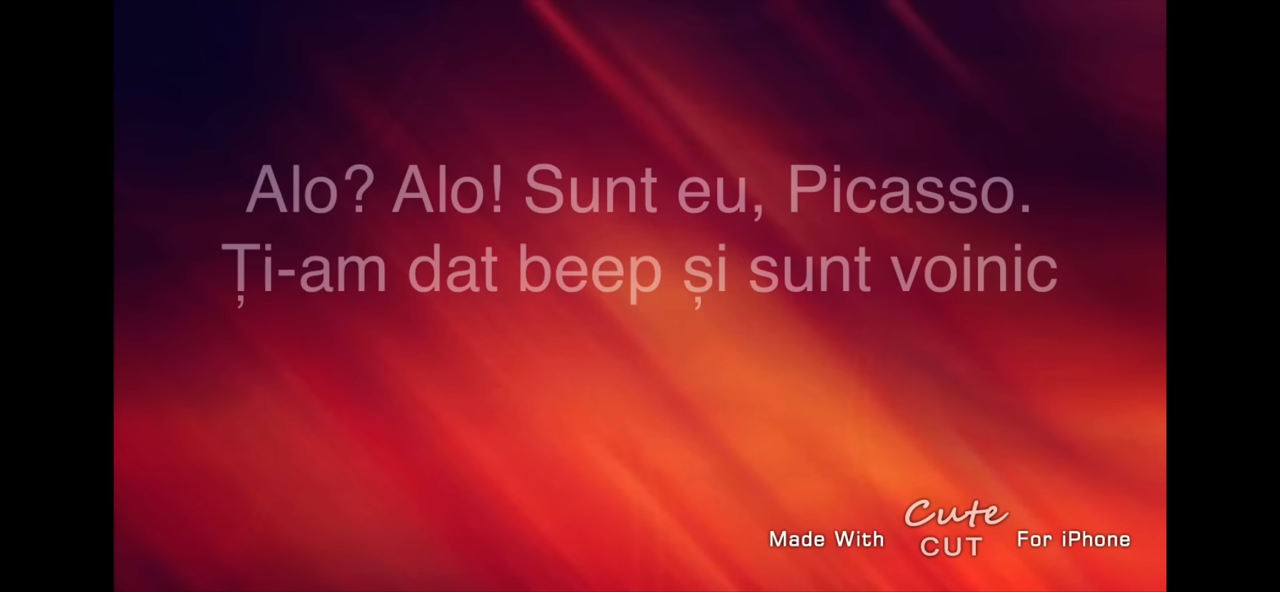 Alo? Alo! Sunt eu, Picasso.
Ți-am dat beep și sunt voinic
Made With Cute CUT For iPhone